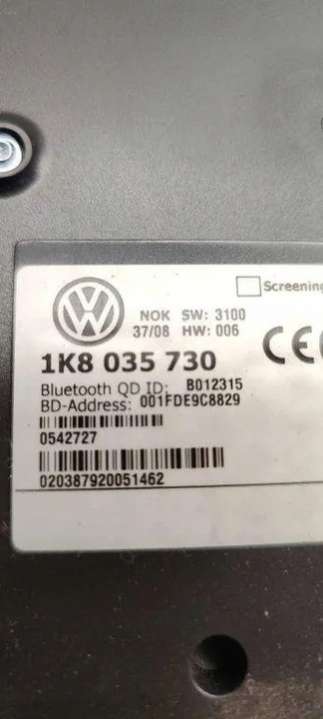 Screening
NOK SW: 3100
37/08 HW: 006
1K8 035 730
Bluetooth QD ID: B012315
BD-Address: 001FDE9C8829
0542727
020387920051462